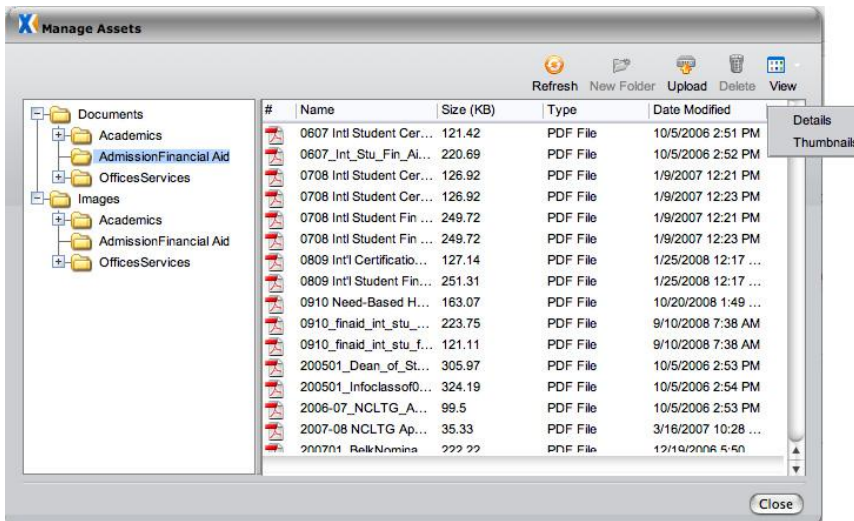 Manage Assets
Refresh New Folder Upload Delete View
Details
Thumbnails
Documents
Academics
AdmissionFinancial Aid
OfficesServices
Images
Academics
AdmissionFinancial Aid
OfficesServices
# Name Size (KB) Type Date Modified
0607 Intl Student Cer... 121.42 PDF File 10/5/2006 2:51 PM
0607_Int_Stu_Fin_Ai... 220.69 PDF File 10/5/2006 2:52 PM
0708 Intl Student Cer... 126.92 PDF File 1/9/2007 12:21 PM
0708 Intl Student Cer... 126.92 PDF File 1/9/2007 12:23 PM
0708 Intl Student Fin ... 249.72 PDF File 1/9/2007 12:21 PM
0708 Intl Student Fin ... 249.72 PDF File 1/9/2007 12:23 PM
0809 Int'l Certificatio... 127.14 PDF File 1/25/2008 12:17 ...
0809 Int'l Student Fin... 251.31 PDF File 1/25/2008 12:17 ...
0910 Need-Based H... 163.07 PDF File 10/20/2008 1:49 ...
0910_finaid_int_stu_... 223.75 PDF File 9/10/2008 7:38 AM
0910_finaid_int_stu_f... 121.11 PDF File 9/10/2008 7:38 AM
200501_Dean_of_St... 305.97 PDF File 10/5/2006 2:53 PM
200501_Infoclassof0... 324.19 PDF File 10/5/2006 2:54 PM
2006-07_NCLTG_A... 99.5 PDF File 10/5/2006 2:53 PM
2007-08 NCLTG Ap... 35.33 PDF File 3/16/2007 10:28 ...
200701_BelkNomina... 222.22 PDF File 12/19/2006 5:50
Close